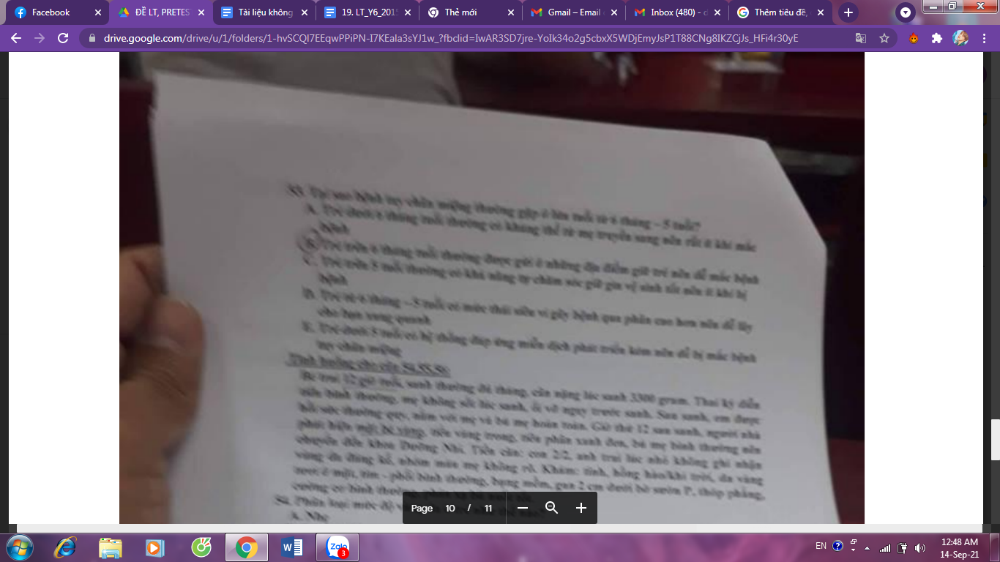 Facebook
ĐỀ LT, PRETES
Tài liệu không
19. LT_Y6_2015
Thẻ mới
Gmail – Email
Inbox (480) - d
Thêm tiêu đề,
drive.google.com/drive/u/1/folders/1-hvSCQl7EEqwPPiPN-I7KEala3sYJ1w_?fbclid=IwAR3SD7jre-YoIk34o2g5cbxX5WDjEmyJsP1T88CNg8IKZCjJs_HFi4r30yE
Tại sao bệnh tay chân miệng thường gặp ở lứa tuổi từ 6 tháng – 5 tuổi?
A. Trẻ dưới 6 tháng tuổi thường có kháng thể từ mẹ truyền sang nên rất ít khi mắc
bệnh
B. Trẻ trên 6 tháng tuổi thường được gửi ở những địa điểm giữ trẻ nên dễ mắc bệnh
C. Trẻ trên 5 tuổi thường có khả năng tự chăm sóc giữ gìn vệ sinh tốt nên ít khi bị
bệnh
D. Trẻ từ 6 tháng – 5 tuổi có mức thải siêu vi gây bệnh qua phân cao hơn nên dễ lây
cho bạn xung quanh
E. Trẻ dưới 5 tuổi có hệ thống đáp ứng miễn dịch phát triển kém nên dễ bị mắc bệnh
tay chân miệng
Tình huống cho câu 54,55,56:
Bé trai 12 giờ tuổi, sanh thường đủ tháng, cân nặng lúc sanh 3300 gram. Thai kỳ diễn
tiến bình thường, mẹ không sốt lúc sanh, ối vỡ ngay trước sanh. Sau sanh, em được
hồi sức thường quy, nằm với mẹ và bú mẹ hoàn toàn. Giờ thứ 12 sau sanh, người nhà
phát hiện mặt bé vàng, tiểu vàng trong, tiêu phân xanh đen, bú mẹ bình thường nên
chuyển đến khoa Dưỡng Nhi. Tiền căn: con 2/2, anh trai lúc nhỏ không ghi nhận
vàng da đáng kể, nhóm máu mẹ không rõ. Khám: tỉnh, hồng hào/khí trời, da vàng
tươi ở mặt, tim - phổi bình thường, bụng mềm, gan 2 cm dưới bờ sườn P, thóp phẳng,
cường cơ bình thường,
54. Phân loại mức độ
A. Nhẹ
Page 10 / 11
Zalo
3
EN
12:48 AM
14-Sep-21